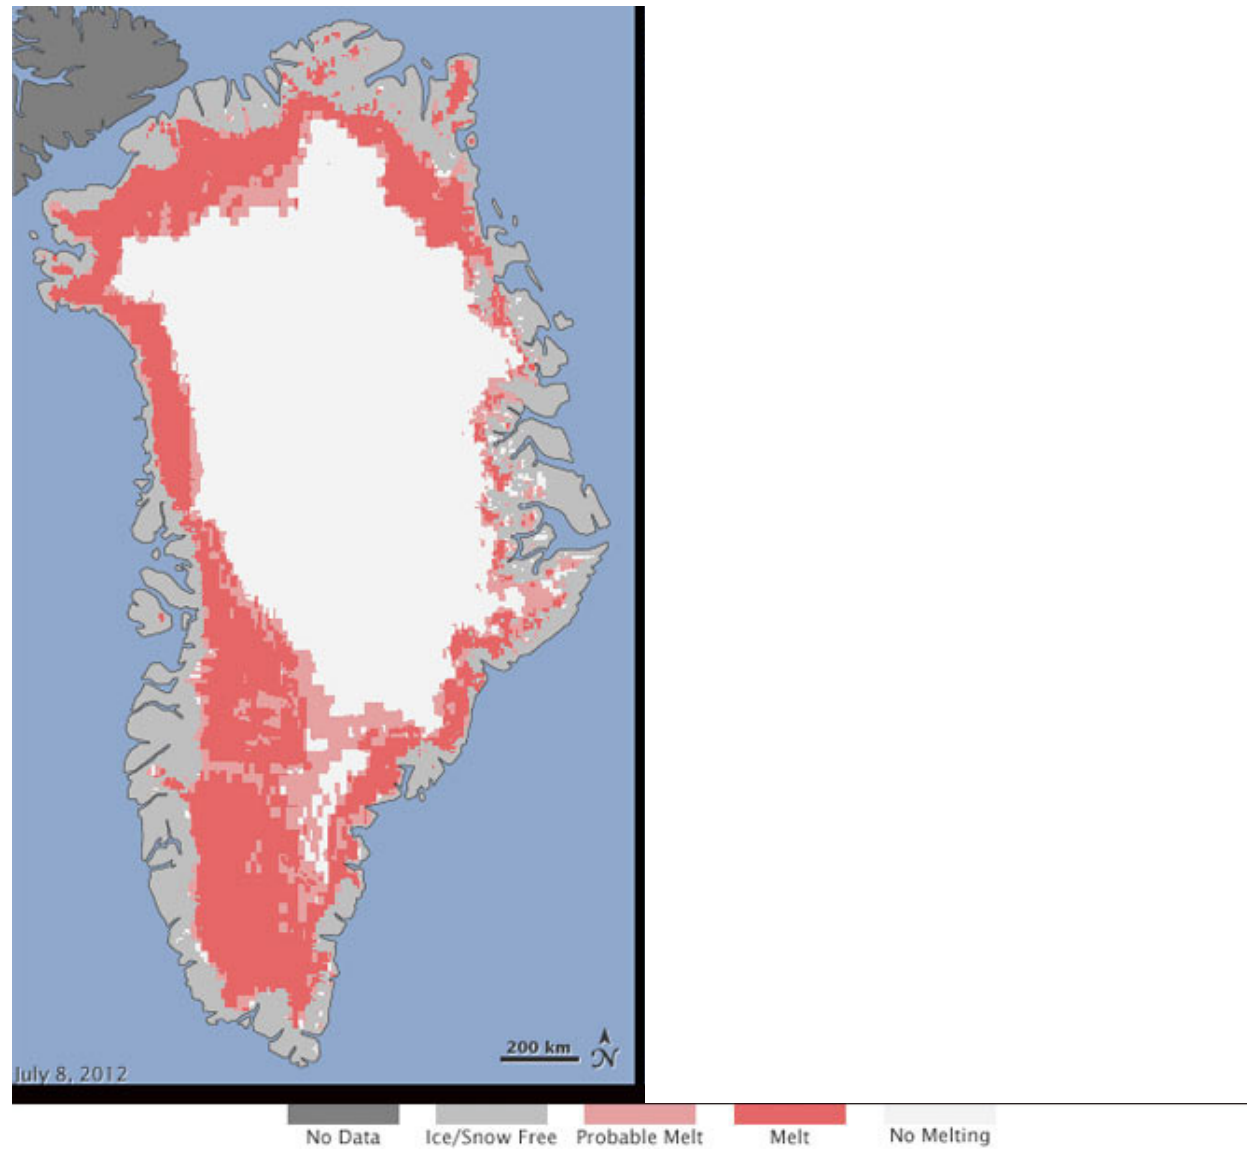 200 km
N
July 8, 2012
No Data
Ice/Snow Free
Probable Melt
Melt
No Melting